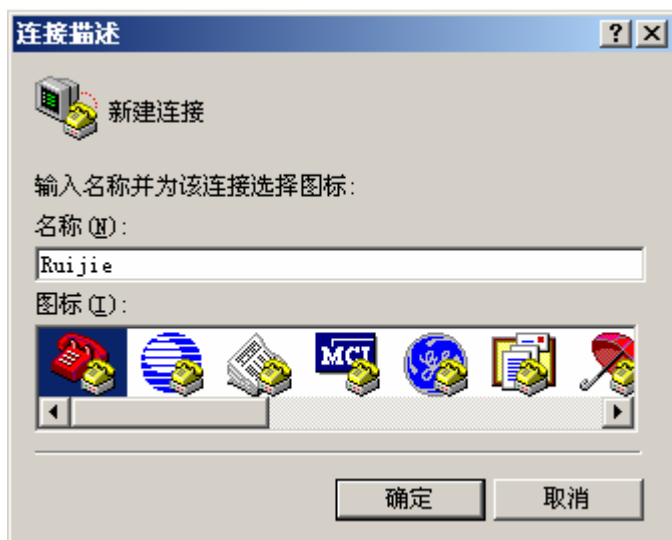 连接描述
新建连接
输入名称并为该连接选择图标:
名称(N):
Ruijie
图标(I):
MCI
确定
取消